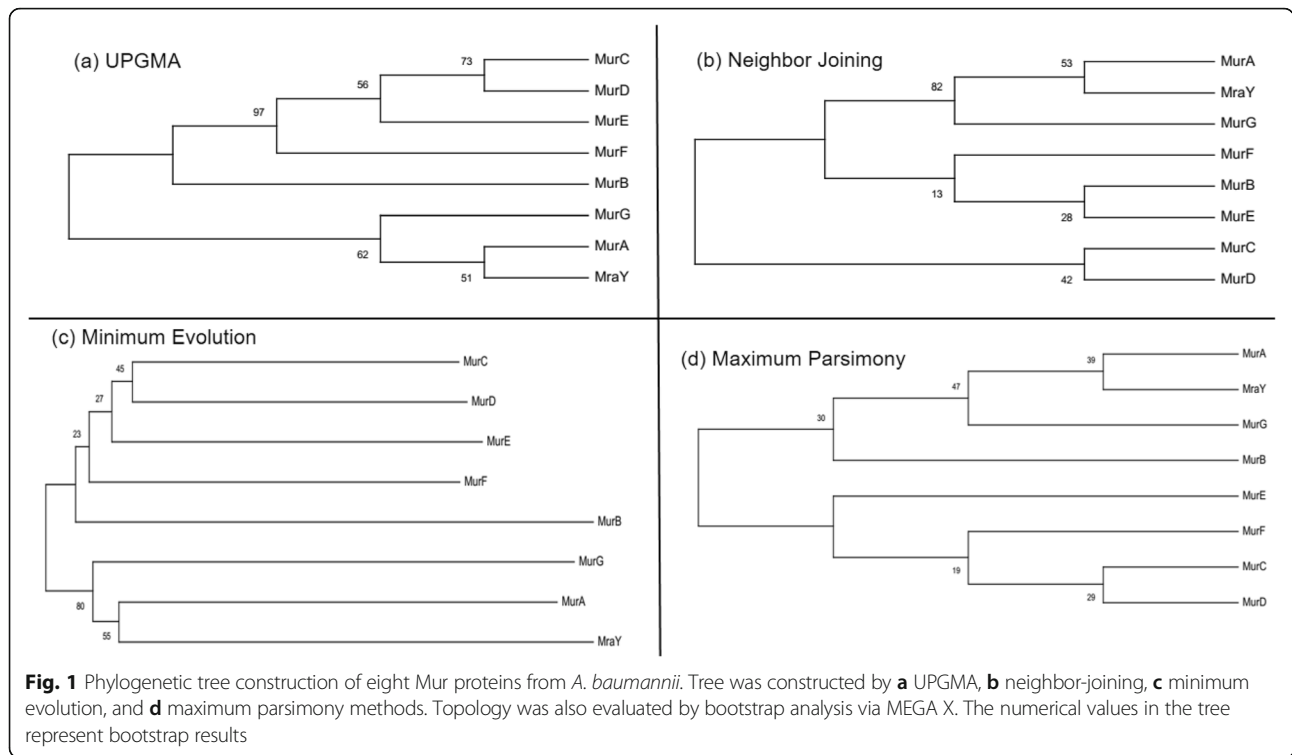 (a) UPGMA
73
MurC
MurD
56
MurE
97
MurF
MurB
MurG
62
MurA
51
MraY
(b) Neighbor Joining
53
MurA
MraY
82
MurG
MurF
13
MurB
28
MurE
MurC
42
MurD
(c) Minimum Evolution
45
MurC
27
MurD
23
MurE
MurF
MurB
MurG
80
MurA
55
MraY
(d) Maximum Parsimony
39
MurA
47
MraY
30
MurG
MurB
MurE
MurF
19
MurC
29
MurD
Fig. 1 Phylogenetic tree construction of eight Mur proteins from A. baumannii. Tree was constructed by a UPGMA, b neighbor-joining, c minimum
evolution, and d maximum parsimony methods. Topology was also evaluated by bootstrap analysis via MEGA X. The numerical values in the tree
represent bootstrap results